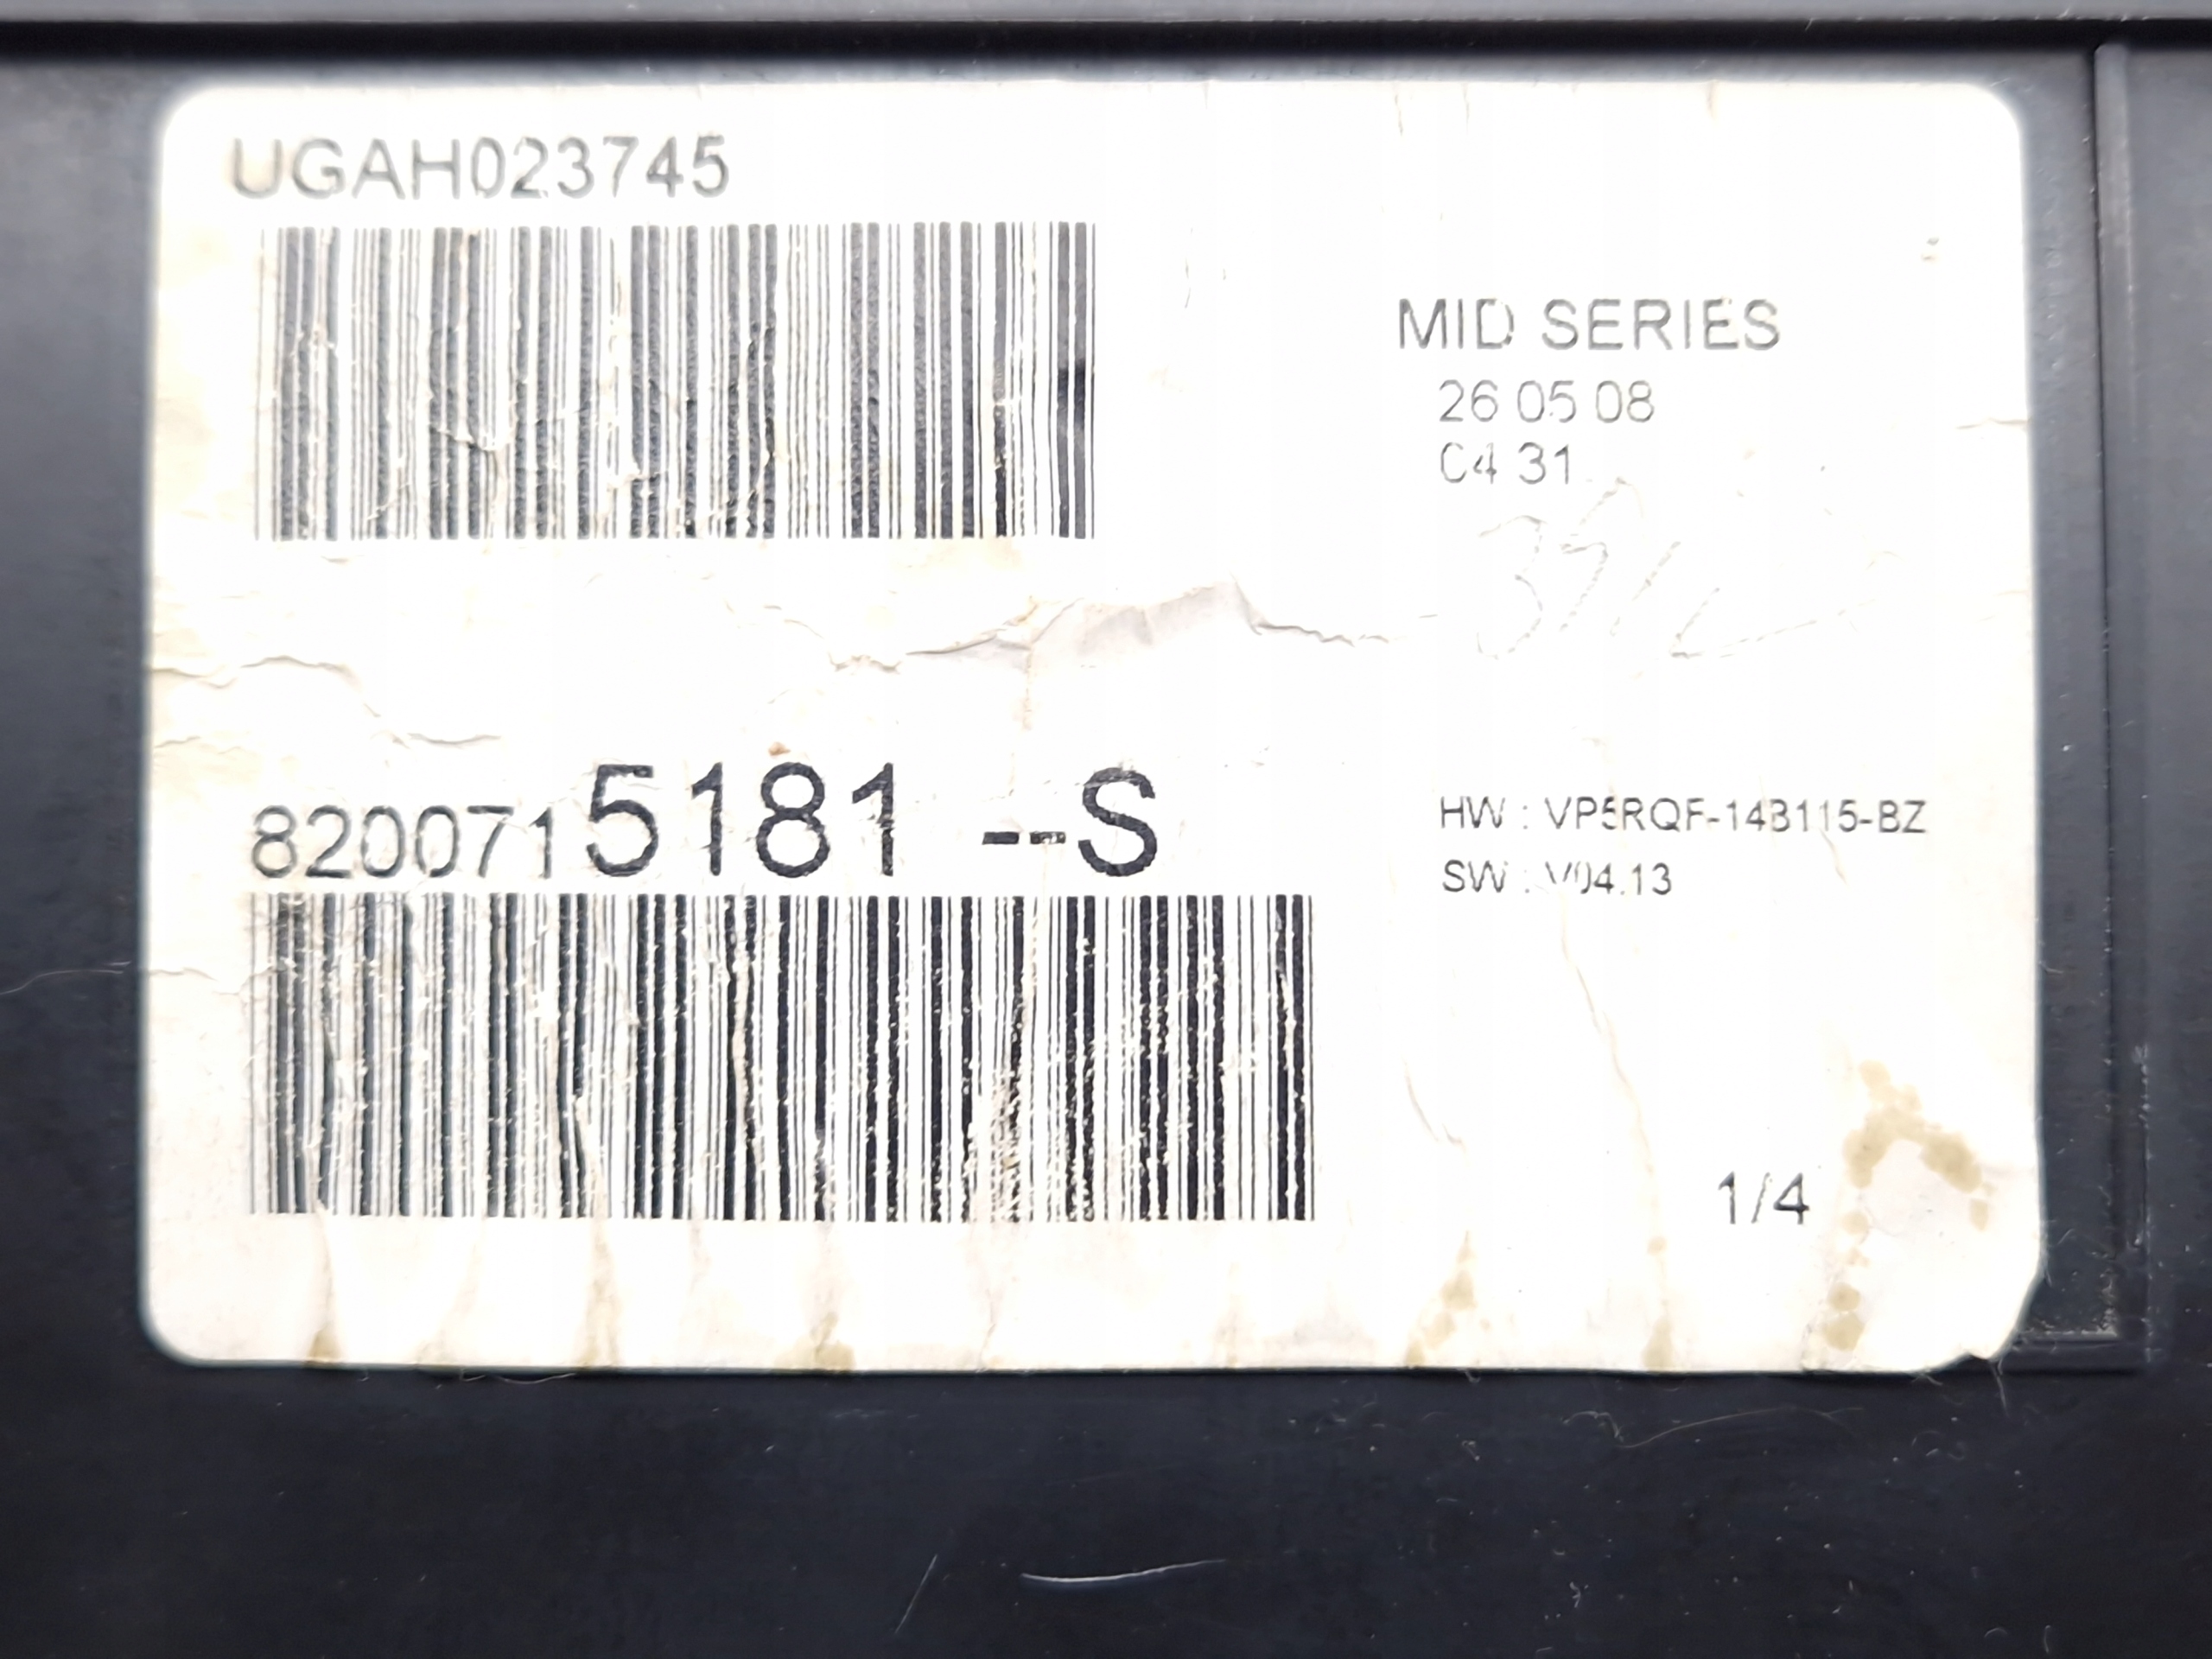 UGAH023745
MID SERIES
26 05 08
C4 31
8200715181 --S
HW : VP5RQF-14B115-BZ
SW : V04.13
1/4